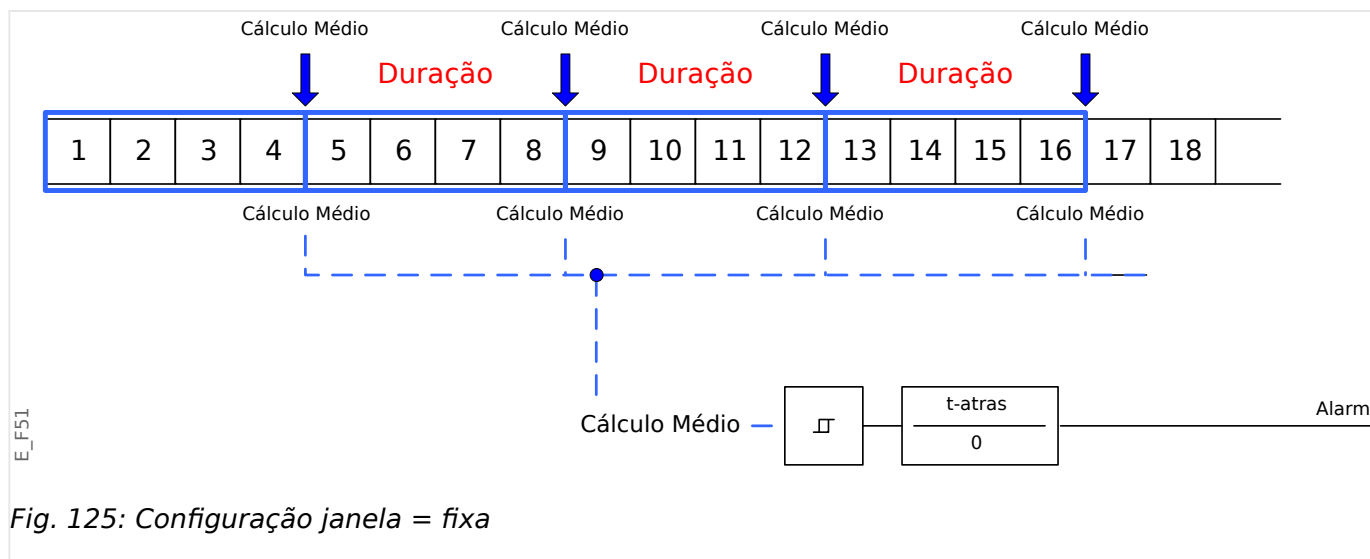 Cálculo Médio Cálculo Médio Cálculo Médio Cálculo Médio
Duração Duração Duração
1 2 3 4 5 6 7 8 9 10 11 12 13 14 15 16 17 18
Cálculo Médio Cálculo Médio Cálculo Médio Cálculo Médio
t-atras
Cálculo Médio
0
Alarm
E_F51
Fig. 125: Configuração janela = fixa